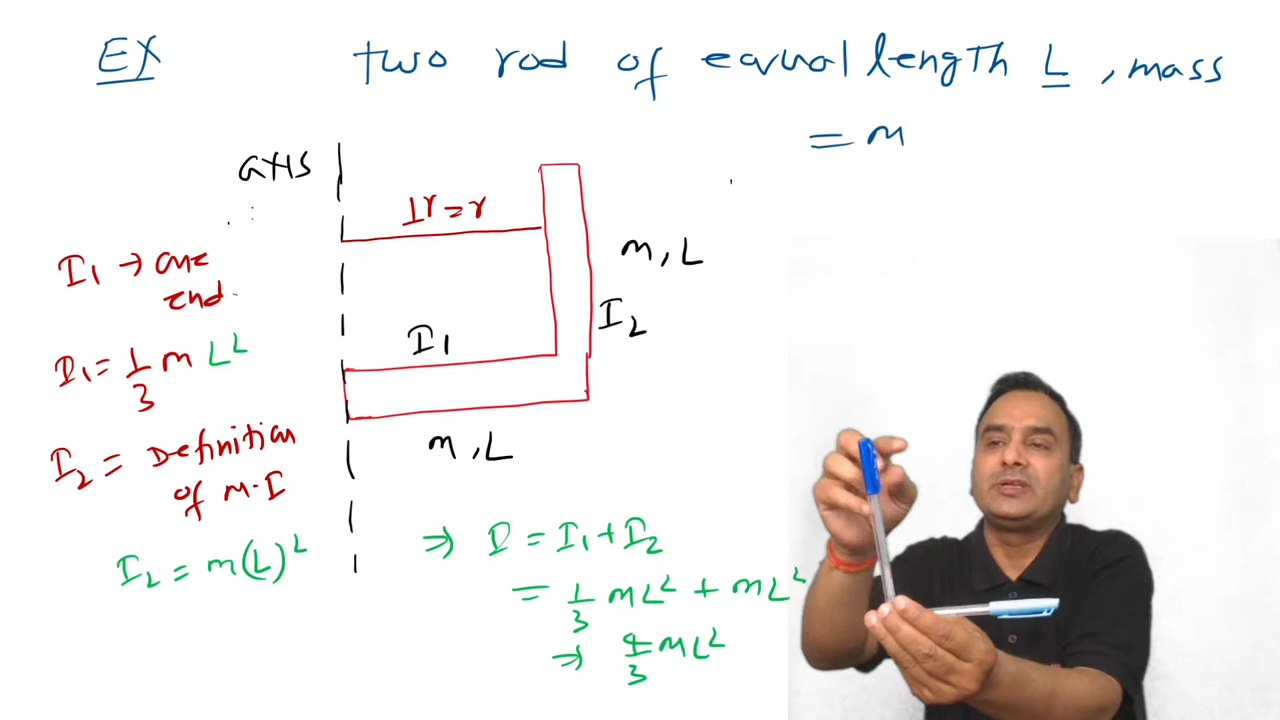 EX two rod of equal length L, mass
= m
axis
I₁ → one
end
I₁ = 1/3 m L²
I₂ = Definition
of M.I
I₂ = m(L)²
I₁
m, L
I₂
m, L
⇒ I = I₁ + I₂
= 1/3 mL² + mL²
⇒ 4/3 mL²